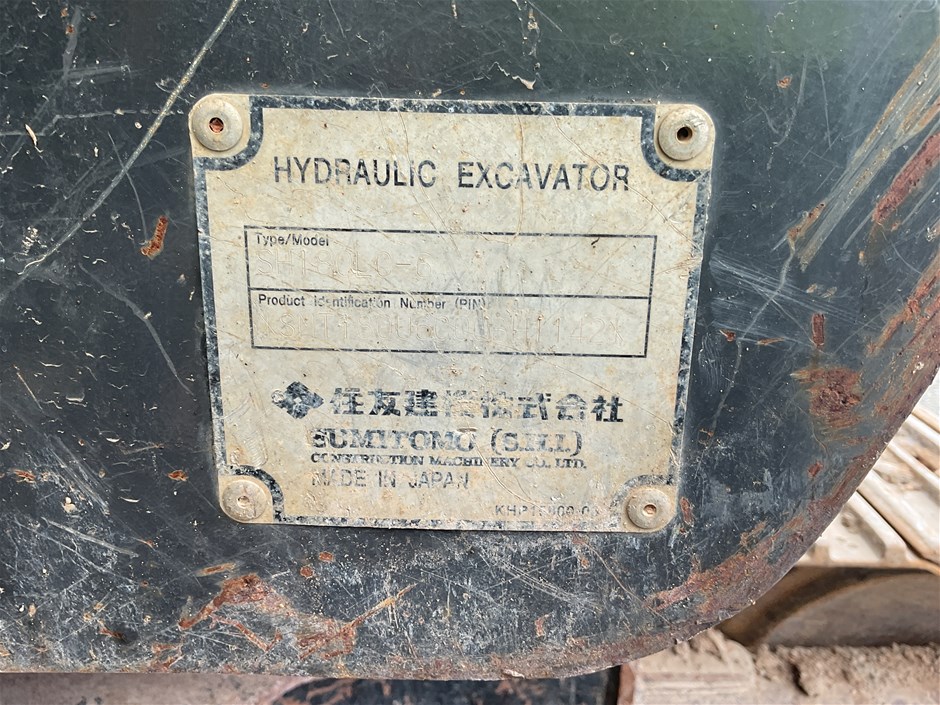 HYDRAULIC EXCAVATOR
Type/Model
Product Identification Number (PIN)
住友建機株式会社
SUMITOMO (S.H.I.)
CONSTRUCTION MACHINERY CO., LTD.
MADE IN JAPAN